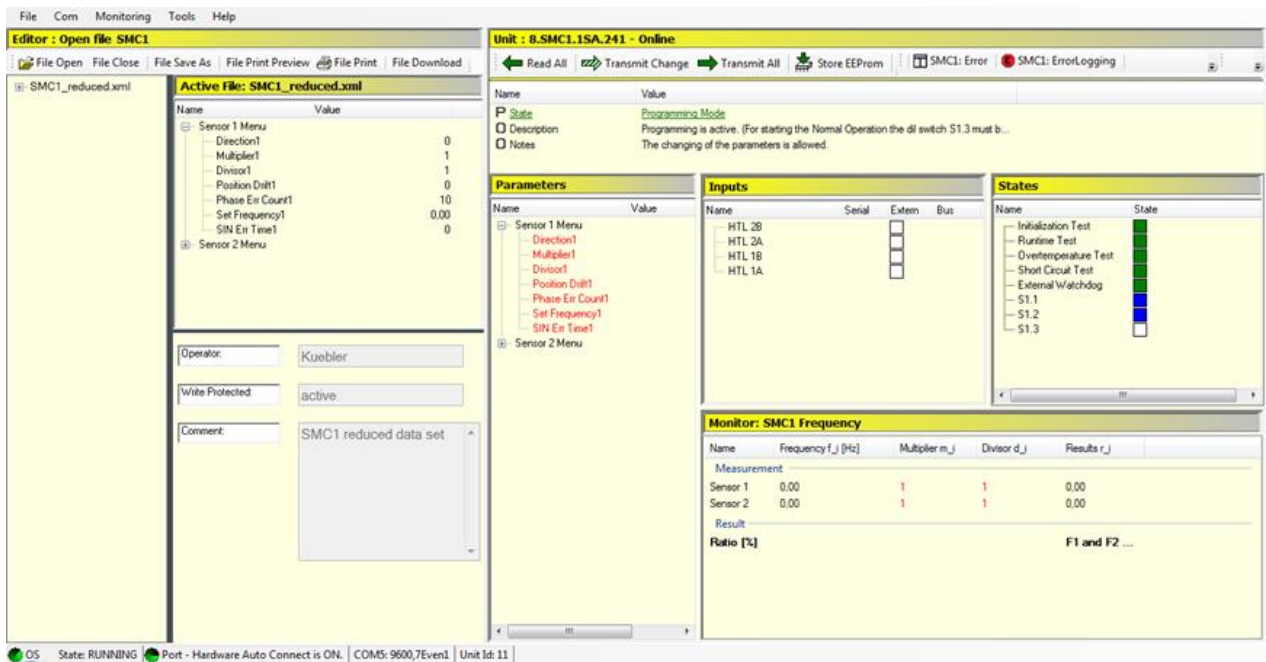 File Com Monitoring Tools Help
Editor : Open file SMC1
File Open File Close File Save As File Print Preview File Print File Download
SMC1_reduced.xml
Active File: SMC1_reduced.xml
Name Value
Sensor 1 Menu
Direction1 0
Multiplier1 1
Divisor1 1
Position Drift1 0
Phase Err Count1 10
Set Frequency1 0,00
SIN Err Time1 0
Sensor 2 Menu
Operator: Kuebler
Write Protected: active
Comment: SMC1 reduced data set
Unit : 8.SMC1.1SA.241 - Online
Read All Transmit Change Transmit All Store EEProm SMC1: Error SMC1: ErrorLogging
Name Value
P State Programming Mode
O Description Programming is active. (For starting the Normal Operation the dil switch S1.3 must b...
O Notes The changing of the parameters is allowed.
Parameters
Name Value
Sensor 1 Menu
Direction1
Multiplier1
Divisor1
Position Drift1
Phase Err Count1
Set Frequency1
SIN Err Time1
Sensor 2 Menu
Inputs
Name Serial Extern Bus
HTL 2B
HTL 2A
HTL 1B
HTL 1A
States
Name State
Initialization Test
Runtime Test
Overtemperature Test
Short Circuit Test
External Watchdog
S1.1
S1.2
S1.3
Monitor: SMC1 Frequency
Name Frequency f_i [Hz] Multiplier m_i Divisor d_i Results r_i
Measurement
Sensor 1 0,00 1 1 0,00
Sensor 2 0,00 1 1 0,00
Result
Ratio [%] F1 and F2 ...
OS State: RUNNING Port - Hardware Auto Connect is ON. COM5: 9600,7Even1 Unit Id: 11